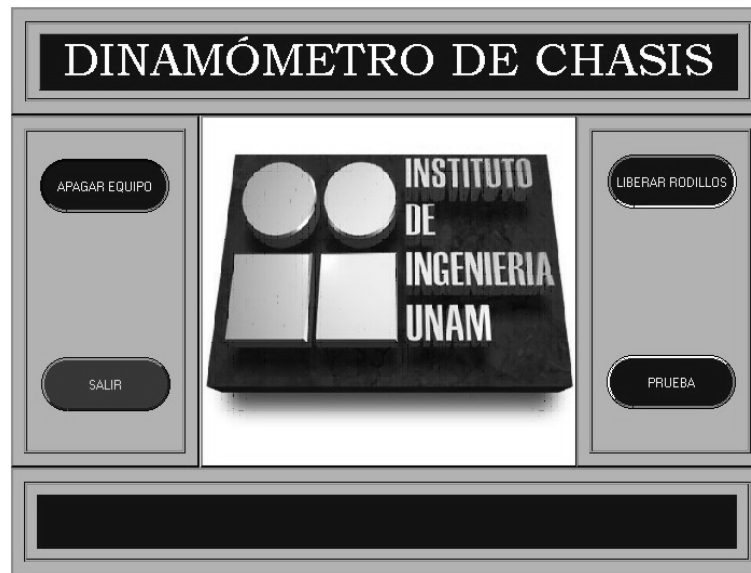 DINAMÓMETRO DE CHASIS
APAGAR EQUIPO
SALIR
INSTITUTO
DE
INGENIERIA
UNAM
LIBERAR RODILLOS
PRUEBA